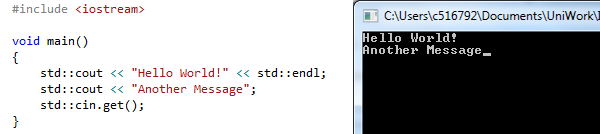 #include <iostream>
C:\Users\c516792\Documents\UniWork\
void main()
{
std::cout << "Hello World!" << std::endl;
std::cout << "Another Message";
std::cin.get();
}
Hello World!
Another Message_